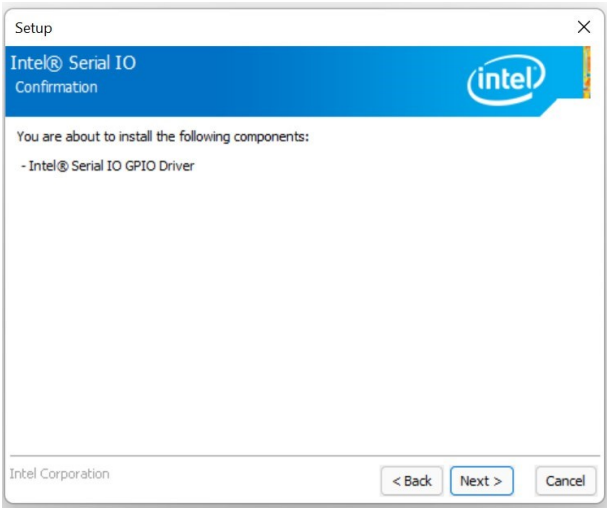 Setup
Intel® Serial IO
Confirmation
intel
You are about to install the following components:
- Intel® Serial IO GPIO Driver
Intel Corporation
< Back
Next >
Cancel